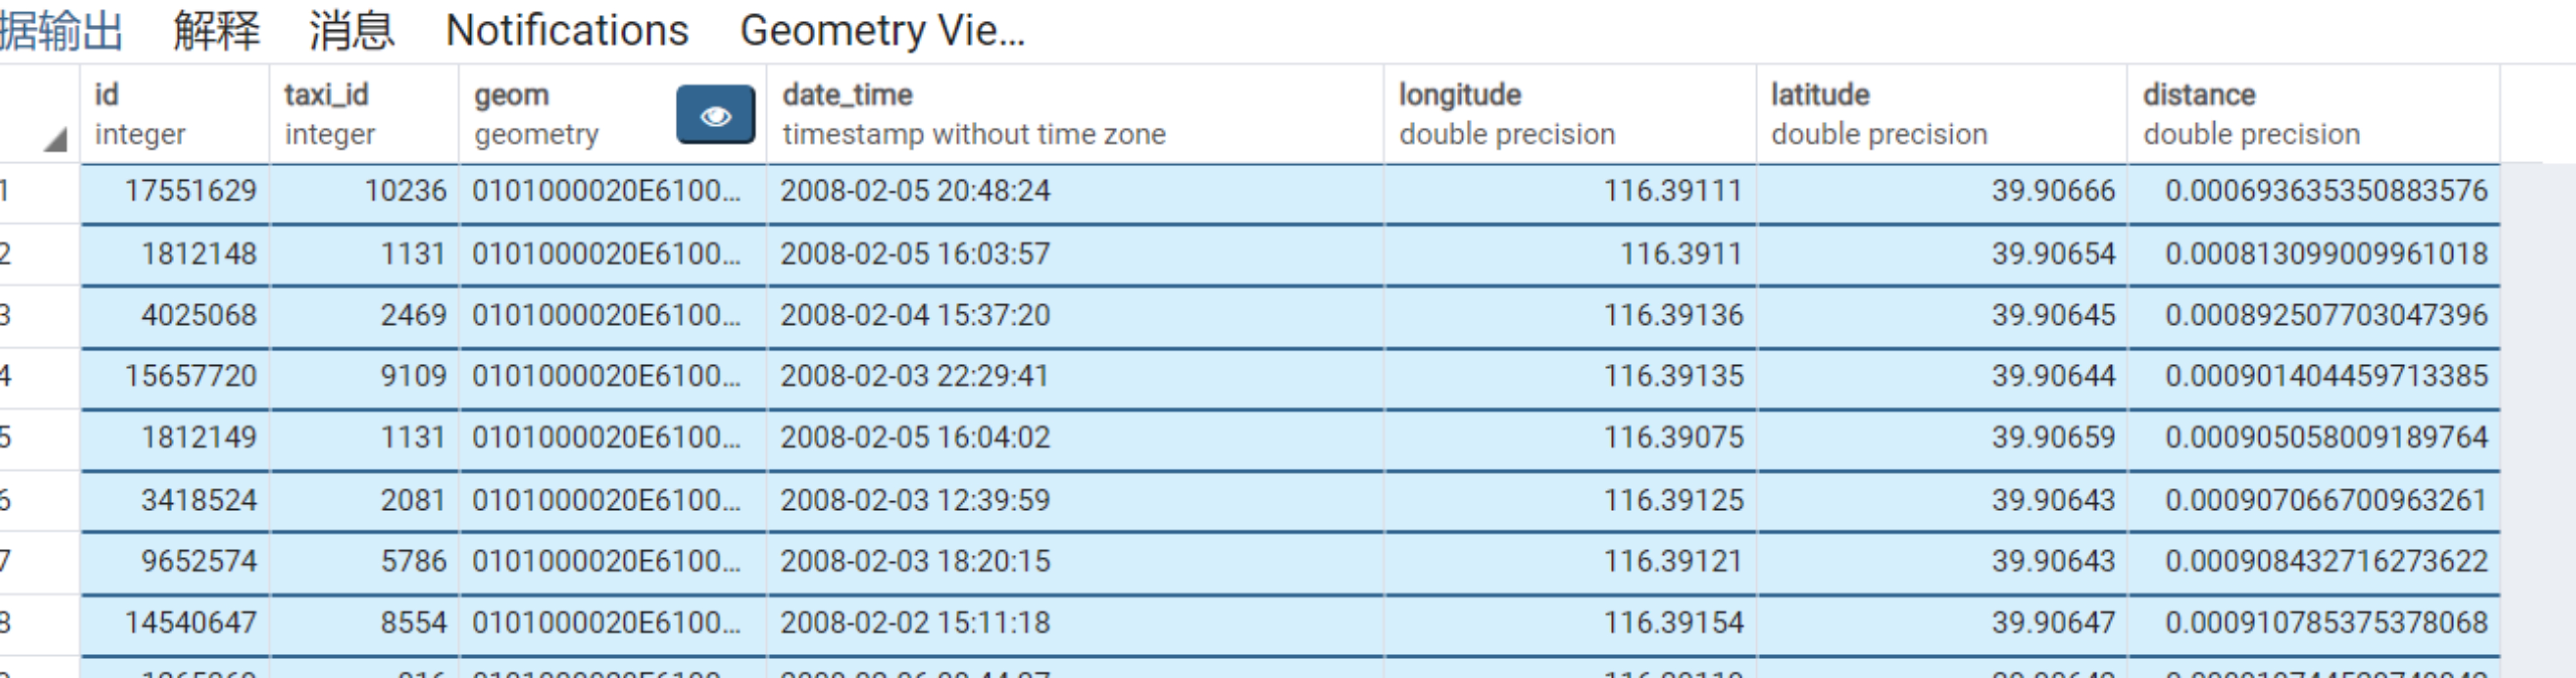 据输出 解释 消息 Notifications Geometry Vie...
id taxi_id geom date_time longitude latitude distance
integer integer geometry timestamp without time zone double precision double precision double precision
1 17551629 10236 0101000020E6100... 2008-02-05 20:48:24 116.39111 39.90666 0.000693635350883576
2 1812148 1131 0101000020E6100... 2008-02-05 16:03:57 116.3911 39.90654 0.000813099009961018
3 4025068 2469 0101000020E6100... 2008-02-04 15:37:20 116.39136 39.90645 0.000892507703047396
4 15657720 9109 0101000020E6100... 2008-02-03 22:29:41 116.39135 39.90644 0.000901404459713385
5 1812149 1131 0101000020E6100... 2008-02-05 16:04:02 116.39075 39.90659 0.000905058009189764
6 3418524 2081 0101000020E6100... 2008-02-03 12:39:59 116.39125 39.90643 0.000907066700963261
7 9652574 5786 0101000020E6100... 2008-02-03 18:20:15 116.39121 39.90643 0.000908432716273622
8 14540647 8554 0101000020E6100... 2008-02-02 15:11:18 116.39154 39.90647 0.000910785375378068